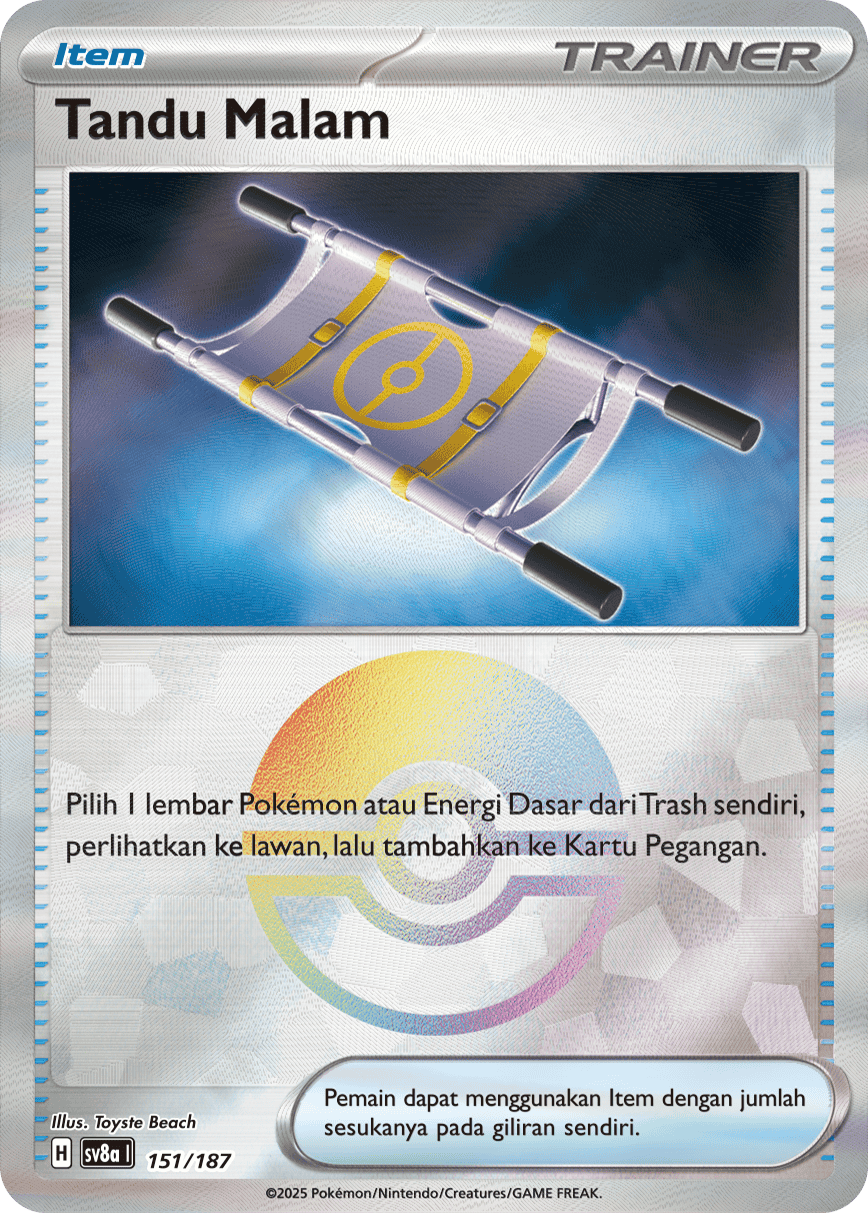 Item
TRAINER
Tandu Malam
Pilih 1 lembar Pokémon atau Energi Dasar dari Trash sendiri,
perlihatkan ke lawan, lalu tambahkan ke Kartu Pegangan.
Pemain dapat menggunakan Item dengan jumlah
sesukanya pada giliran sendiri.
Illus. Toyste Beach
H sv8a I 151/187
©2025 Pokémon/Nintendo/Creatures/GAME FREAK.